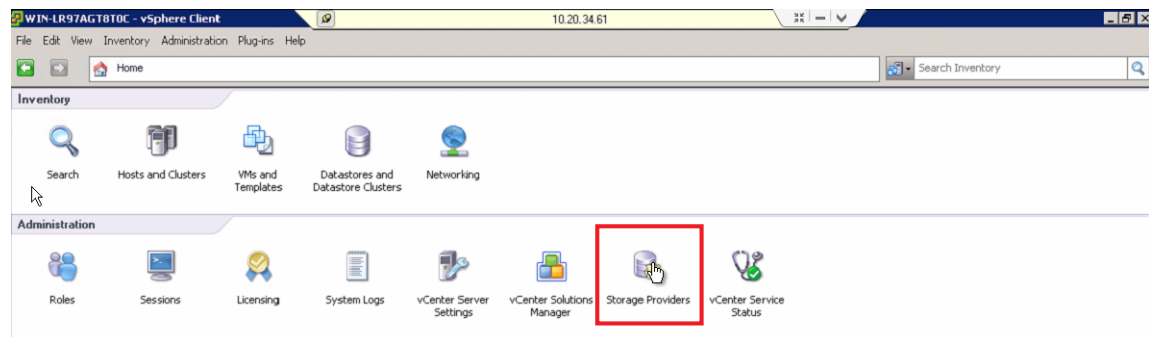 WIN-LR97AGT8T0C - vSphere Client
10.20.34.61
File Edit View Inventory Administration Plug-ins Help
Home
Search Inventory
Inventory
Search
Hosts and Clusters
VMs and
Templates
Datastores and
Datastore Clusters
Networking
Administration
Roles
Sessions
Licensing
System Logs
vCenter Server
Settings
vCenter Solutions
Manager
Storage Providers
vCenter Service
Status